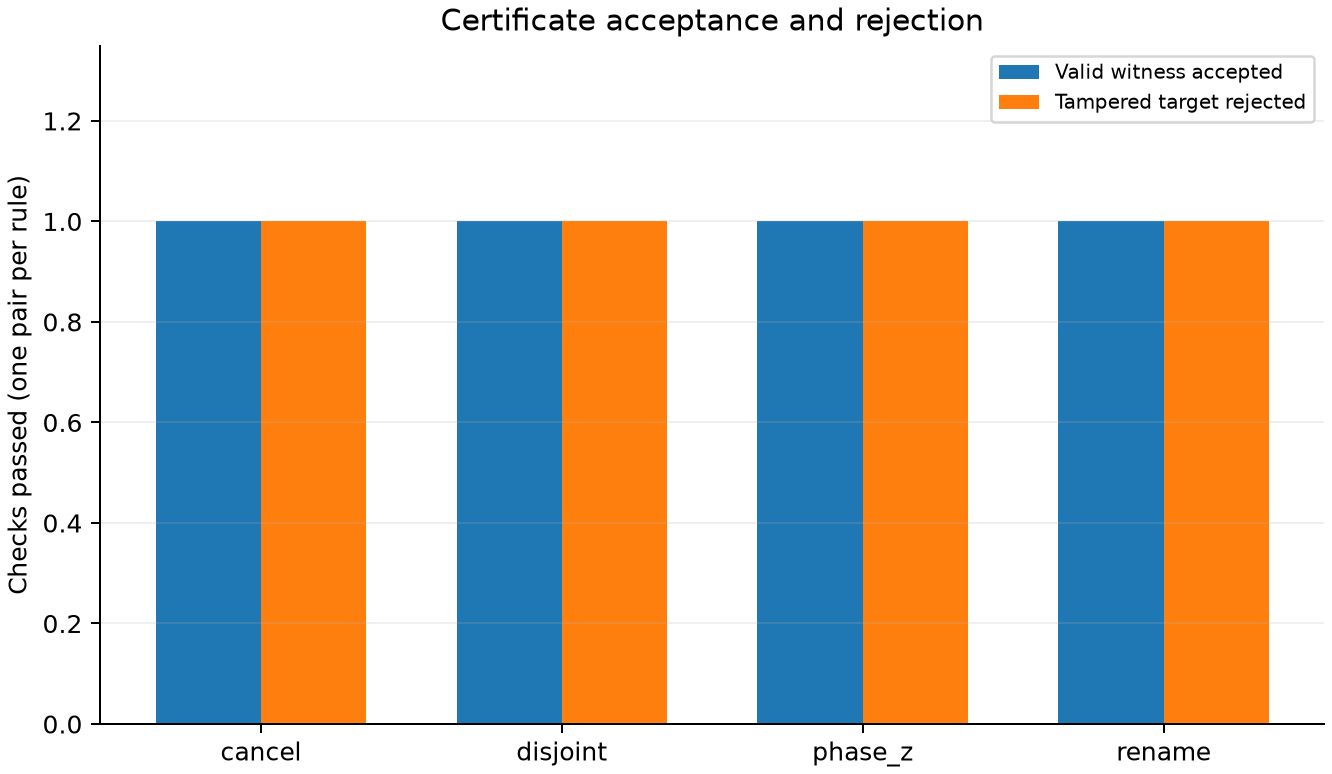 Certificate acceptance and rejection
Valid witness accepted
Tampered target rejected
Checks passed (one pair per rule)
1.2
1.0
0.8
0.6
0.4
0.2
0.0
cancel disjoint phase_z rename